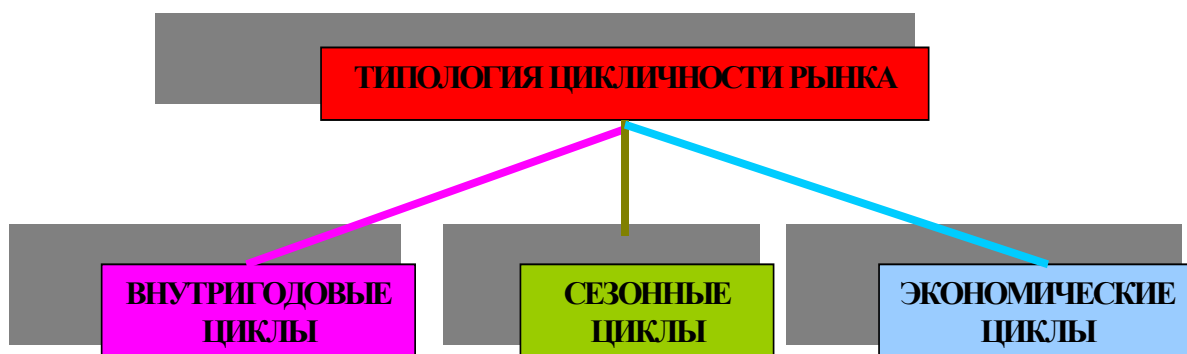 ТИПОЛОГИЯ ЦИКЛИЧНОСТИ РЫНКА
ВНУТРИГОДОВЫЕ
ЦИКЛЫ
СЕЗОННЫЕ
ЦИКЛЫ
ЭКОНОМИЧЕСКИЕ
ЦИКЛЫ